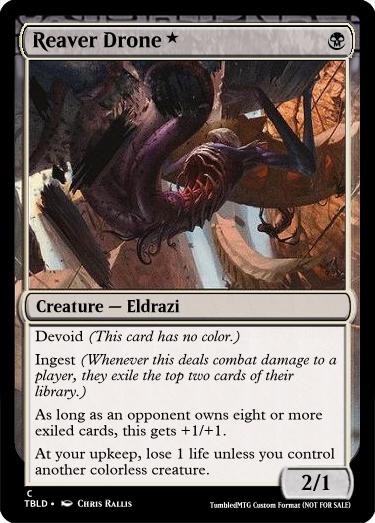 Reaver Drone ★
Creature — Eldrazi
Devoid (This card has no color.)
Ingest (Whenever this deals combat damage to a
player, they exile the top two cards of their
library.)
As long as an opponent owns eight or more
exiled cards, this gets +1/+1.
At your upkeep, lose 1 life unless you control
another colorless creature.
2/1
C
TBLD • Chris Rallis
TumbledMTG Custom Format (NOT FOR SALE)